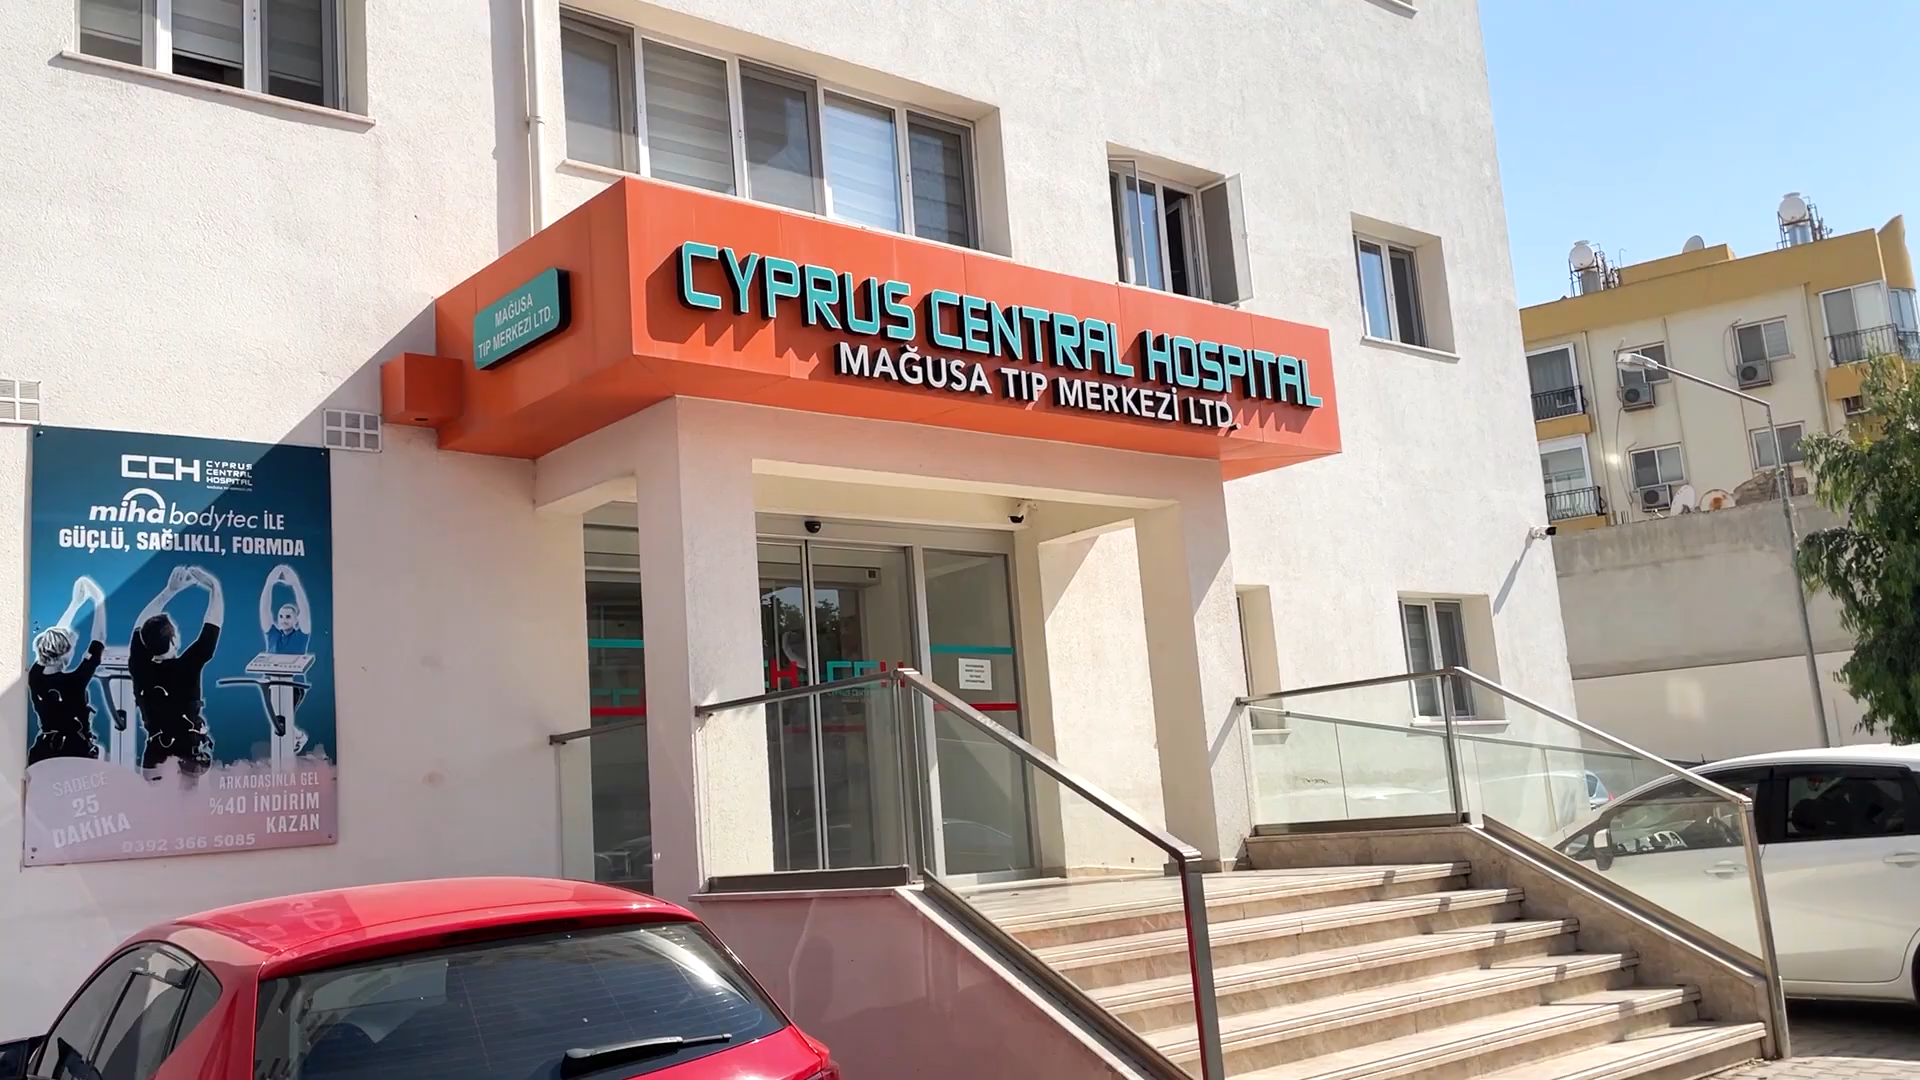 CYPRUS CENTRAL HOSPITAL
MAĞUSA TIP MERKEZİ LTD.
MAĞUSA
TIP MERKEZİ LTD.
CCH CYPRUS
CENTRAL
HOSPITAL
miha bodytec İLE
GÜÇLÜ, SAĞLIKLI, FORMDA
SADECE
25
DAKİKA
ARKADAŞINLA GEL
%40 İNDİRİM
KAZAN
0392 366 5085
CCH